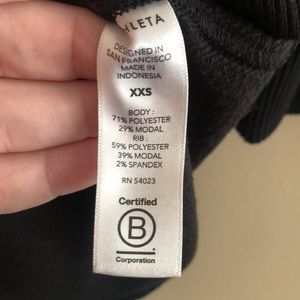 HLETA
DESIGNED IN
SAN FRANCISCO
MADE IN
INDONESIA
XXS
BODY:
71% POLYESTER
29% MODAL
RIB:
59% POLYESTER
39% MODAL
2% SPANDEX
RN 54023
Certified
B
Corporation